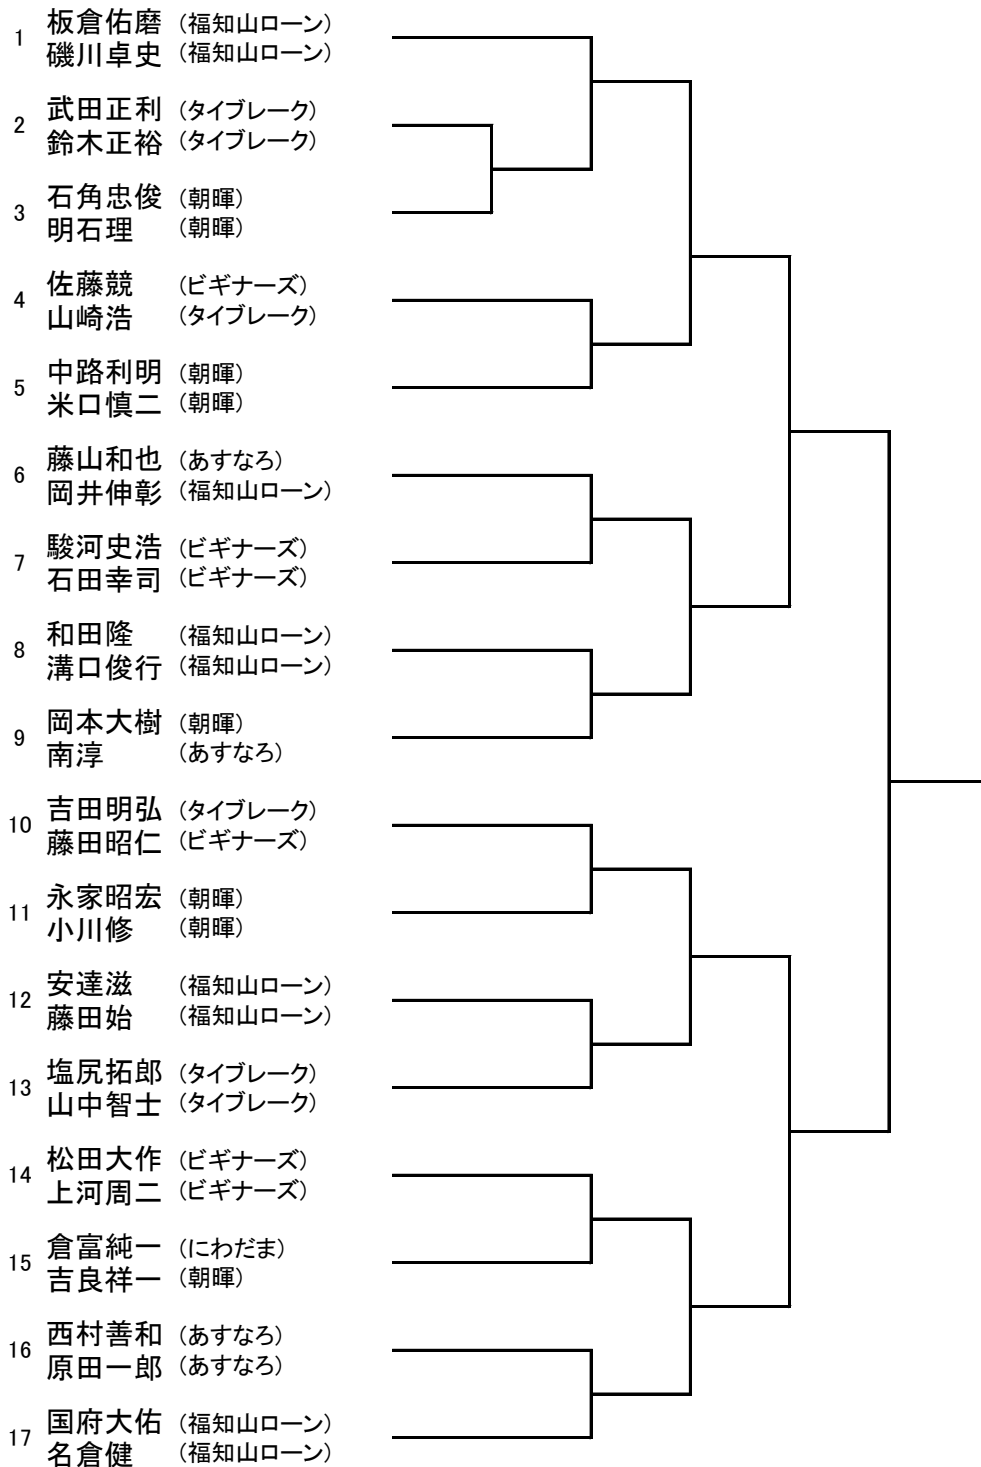 1 板倉佑磨 (福知山ローン)
磯川卓史 (福知山ローン)
2 武田正利 (タイブレーク)
鈴木正裕 (タイブレーク)
3 石角忠俊 (朝暉)
明石理 (朝暉)
4 佐藤競 (ビギナーズ)
山崎浩 (タイブレーク)
5 中路利明 (朝暉)
米口慎二 (朝暉)
6 藤山和也 (あすなろ)
岡井伸彰 (福知山ローン)
7 駿河史浩 (ビギナーズ)
石田幸司 (ビギナーズ)
8 和田隆 (福知山ローン)
溝口俊行 (福知山ローン)
9 岡本大樹 (朝暉)
南淳 (あすなろ)
10 吉田明弘 (タイブレーク)
藤田昭仁 (ビギナーズ)
11 永家昭宏 (朝暉)
小川修 (朝暉)
12 安達滋 (福知山ローン)
藤田始 (福知山ローン)
13 塩尻拓郎 (タイブレーク)
山中智士 (タイブレーク)
14 松田大作 (ビギナーズ)
上河周二 (ビギナーズ)
15 倉富純一 (にわだま)
吉良祥一 (朝暉)
16 西村善和 (あすなろ)
原田一郎 (あすなろ)
17 国府大佑 (福知山ローン)
名倉健 (福知山ローン)